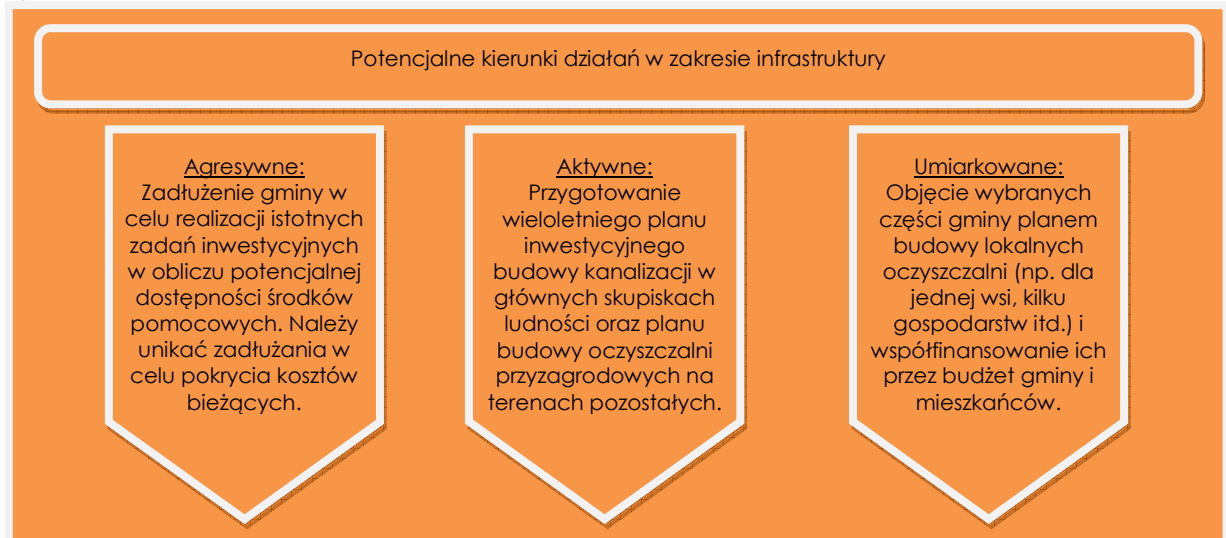 Potencjalne kierunki działań w zakresie infrastruktury
Agresywne:
Zadłużenie gminy w
celu realizacji istotnych
zadań inwestycyjnych
w obliczu potencjalnej
dostępności środków
pomocowych. Należy
unikać zadłużania w
celu pokrycia kosztów
bieżących.
Aktywne:
Przygotowanie
wieloletniego planu
inwestycyjnego
budowy kanalizacji w
głównych skupiskach
ludności oraz planu
budowy oczyszczalni
przyzagrodowych na
terenach pozostałych.
Umiarkowane:
Objęcie wybranych
części gminy planem
budowy lokalnych
oczyszczalni (np. dla
jednej wsi, kilku
gospodarstw itd.) i
współfinansowanie ich
przez budżet gminy i
mieszkańców.